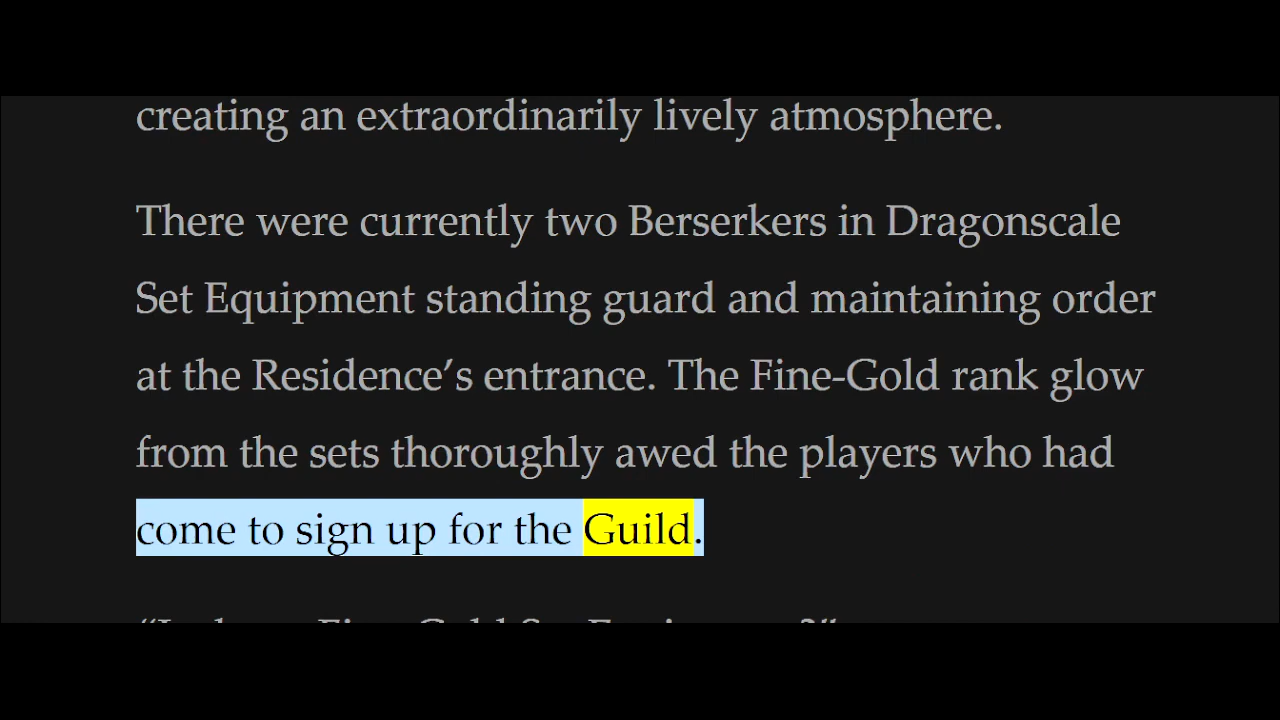 creating an extraordinarily lively atmosphere.
There were currently two Berserkers in Dragonscale
Set Equipment standing guard and maintaining order
at the Residence’s entrance. The Fine-Gold rank glow
from the sets thoroughly awed the players who had
come to sign up for the Guild.